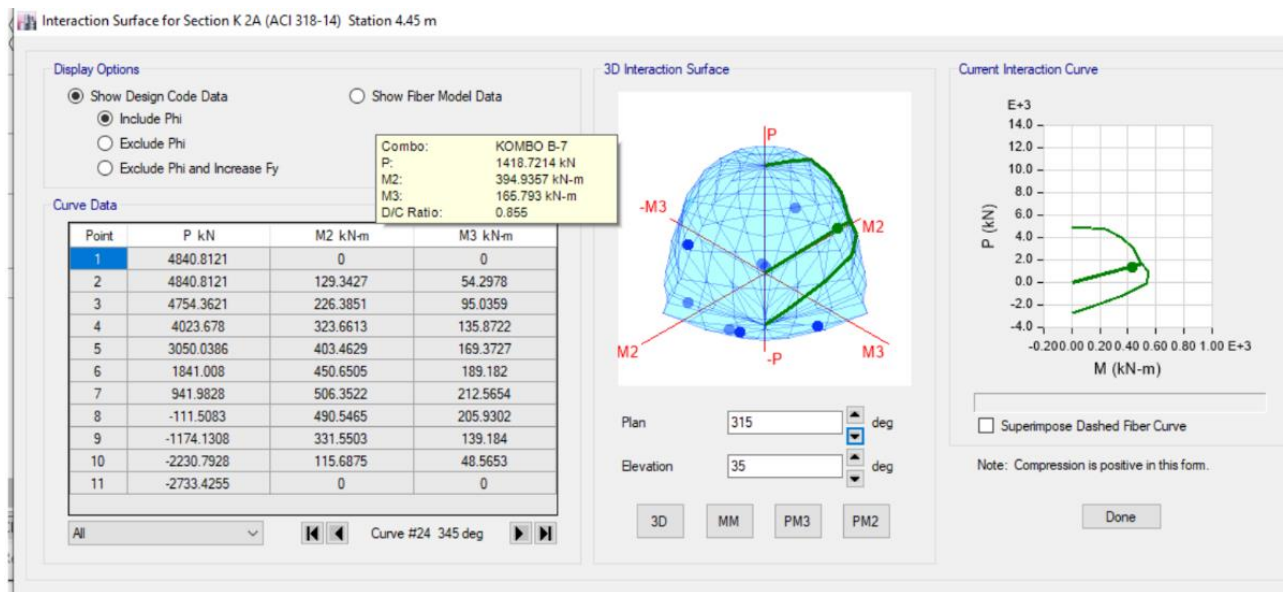 Interaction Surface for Section K 2A (ACI 318-14) Station 4.45 m
Display Options
Show Design Code Data
Show Fiber Model Data
Include Phi
Exclude Phi
Exclude Phi and Increase Fy
Combo: KOMBO B-7
P: 1418.7214 kN
M2: 394.9357 kN-m
M3: 165.793 kN-m
D/C Ratio: 0.855
Curve Data
Point P kN M2 kN-m M3 kN-m
1 4840.8121 0 0
2 4840.8121 129.3427 54.2978
3 4754.3621 226.3851 95.0359
4 4023.678 323.6613 135.8722
5 3050.0386 403.4629 169.3727
6 1841.008 450.6505 189.182
7 941.9828 506.3522 212.5654
8 -111.5083 490.5465 205.9302
9 -1174.1308 331.5503 139.184
10 -2230.7928 115.6875 48.5653
11 -2733.4255 0 0
All
Curve #24 345 deg
3D Interaction Surface
P
-M3
M2
M2
-P
M3
Plan 315 deg
Elevation 35 deg
3D MM PM3 PM2
Current Interaction Curve
E+3
14.0
12.0
10.0
8.0
6.0
4.0
2.0
0.0
-2.0
-4.0
P (kN)
-0.200.00 0.20 0.40 0.60 0.80 1.00 E+3
M (kN-m)
Superimpose Dashed Fiber Curve
Note: Compression is positive in this form.
Done